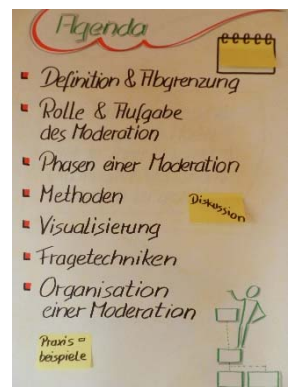 Agenda
Definition & Abgrenzung
Rolle & Aufgabe
des Moderation
Phasen einer Moderation
Methoden
Diskussion
Visualisierung
Fragetechniken
Organisation
einer Moderation
Praxis=
beispiele